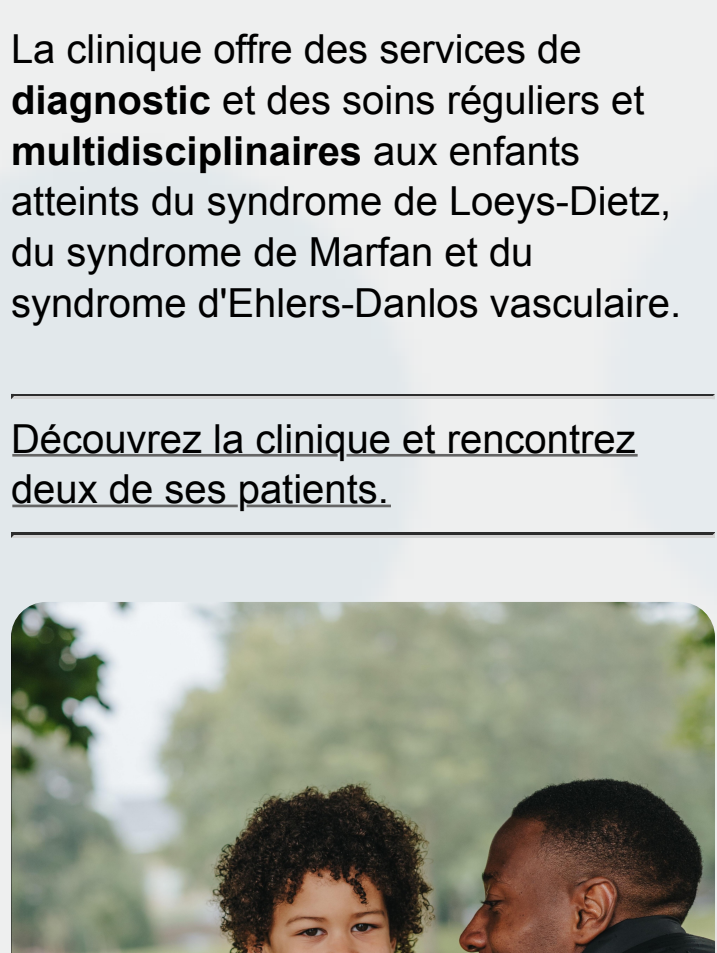 La clinique offre des services de
diagnostic et des soins réguliers et
multidisciplinaires aux enfants
atteints du syndrome de Loeys-Dietz,
du syndrome de Marfan et du
syndrome d'Ehlers-Danlos vasculaire.
Découvrez la clinique et rencontrez
deux de ses patients.